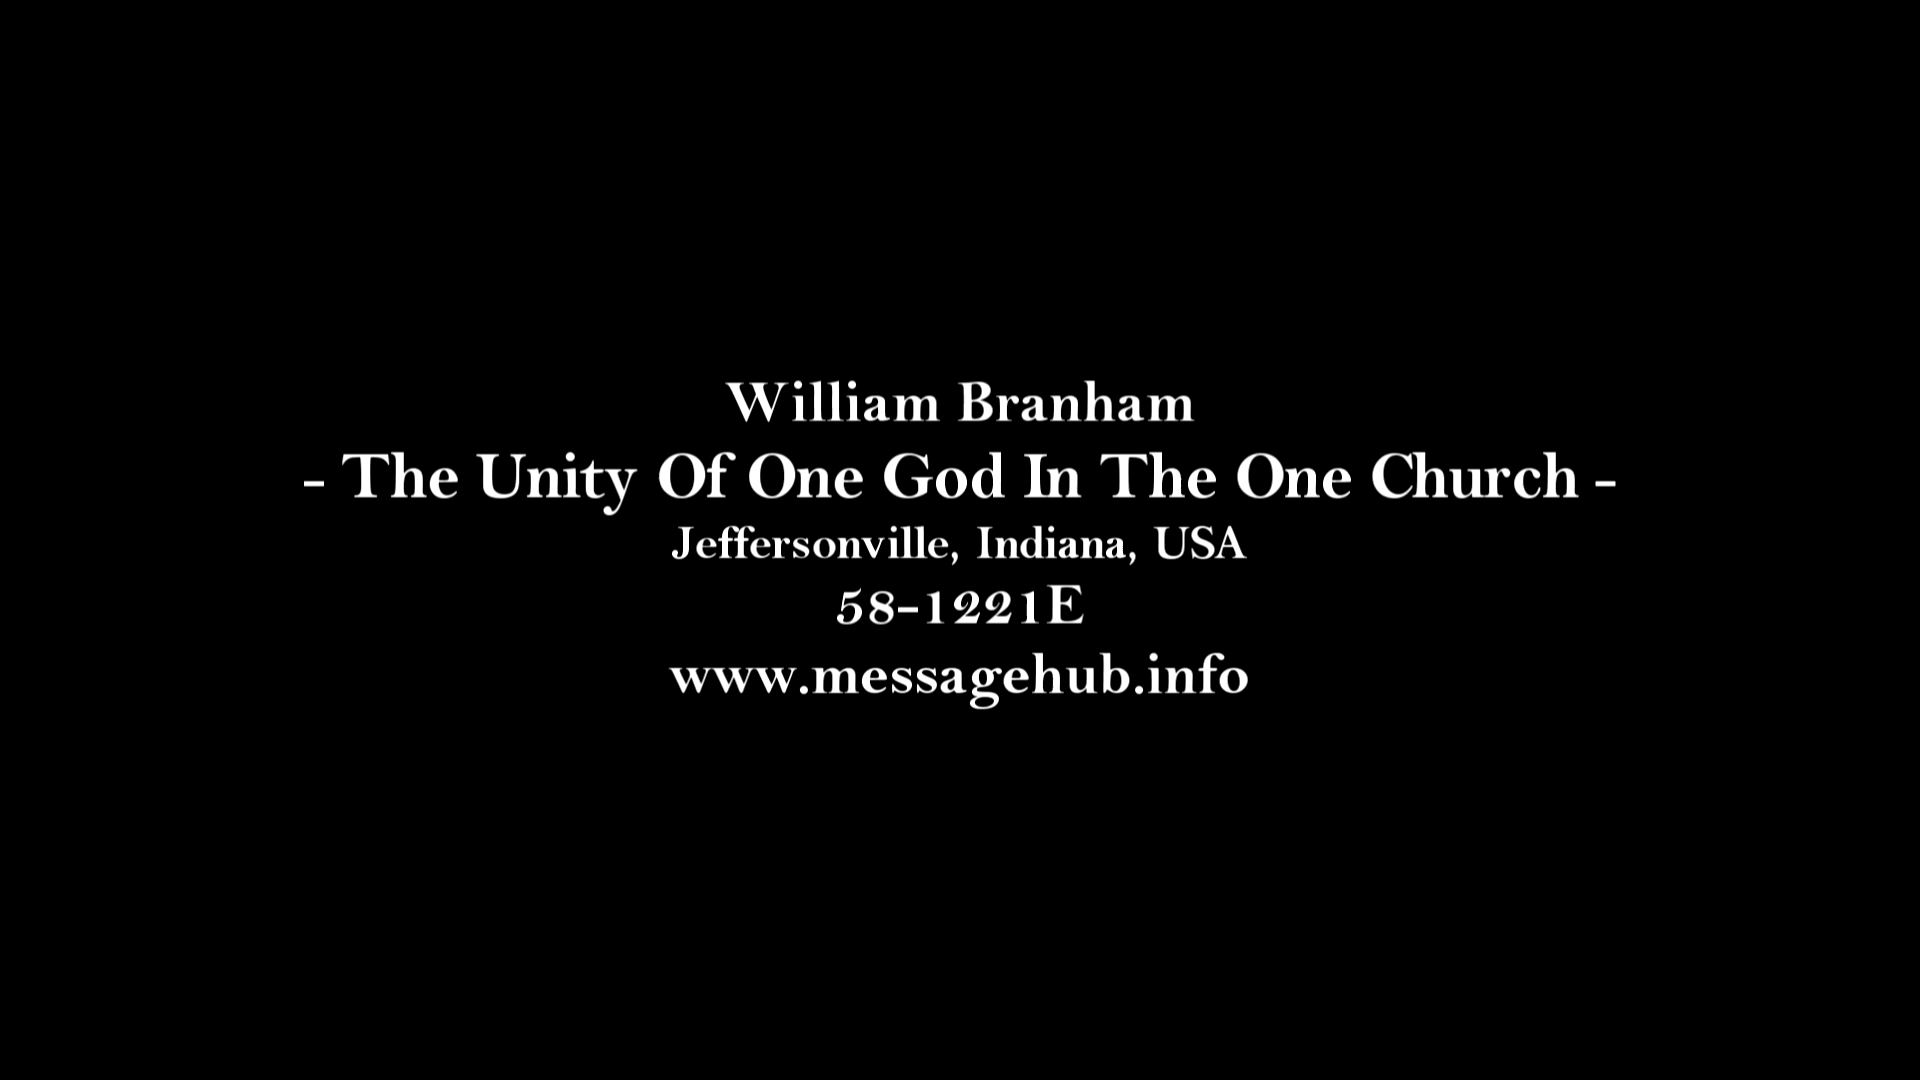 William Branham
- The Unity Of One God In The One Church -
Jeffersonville, Indiana, USA
58-1221E
www.messagehub.info